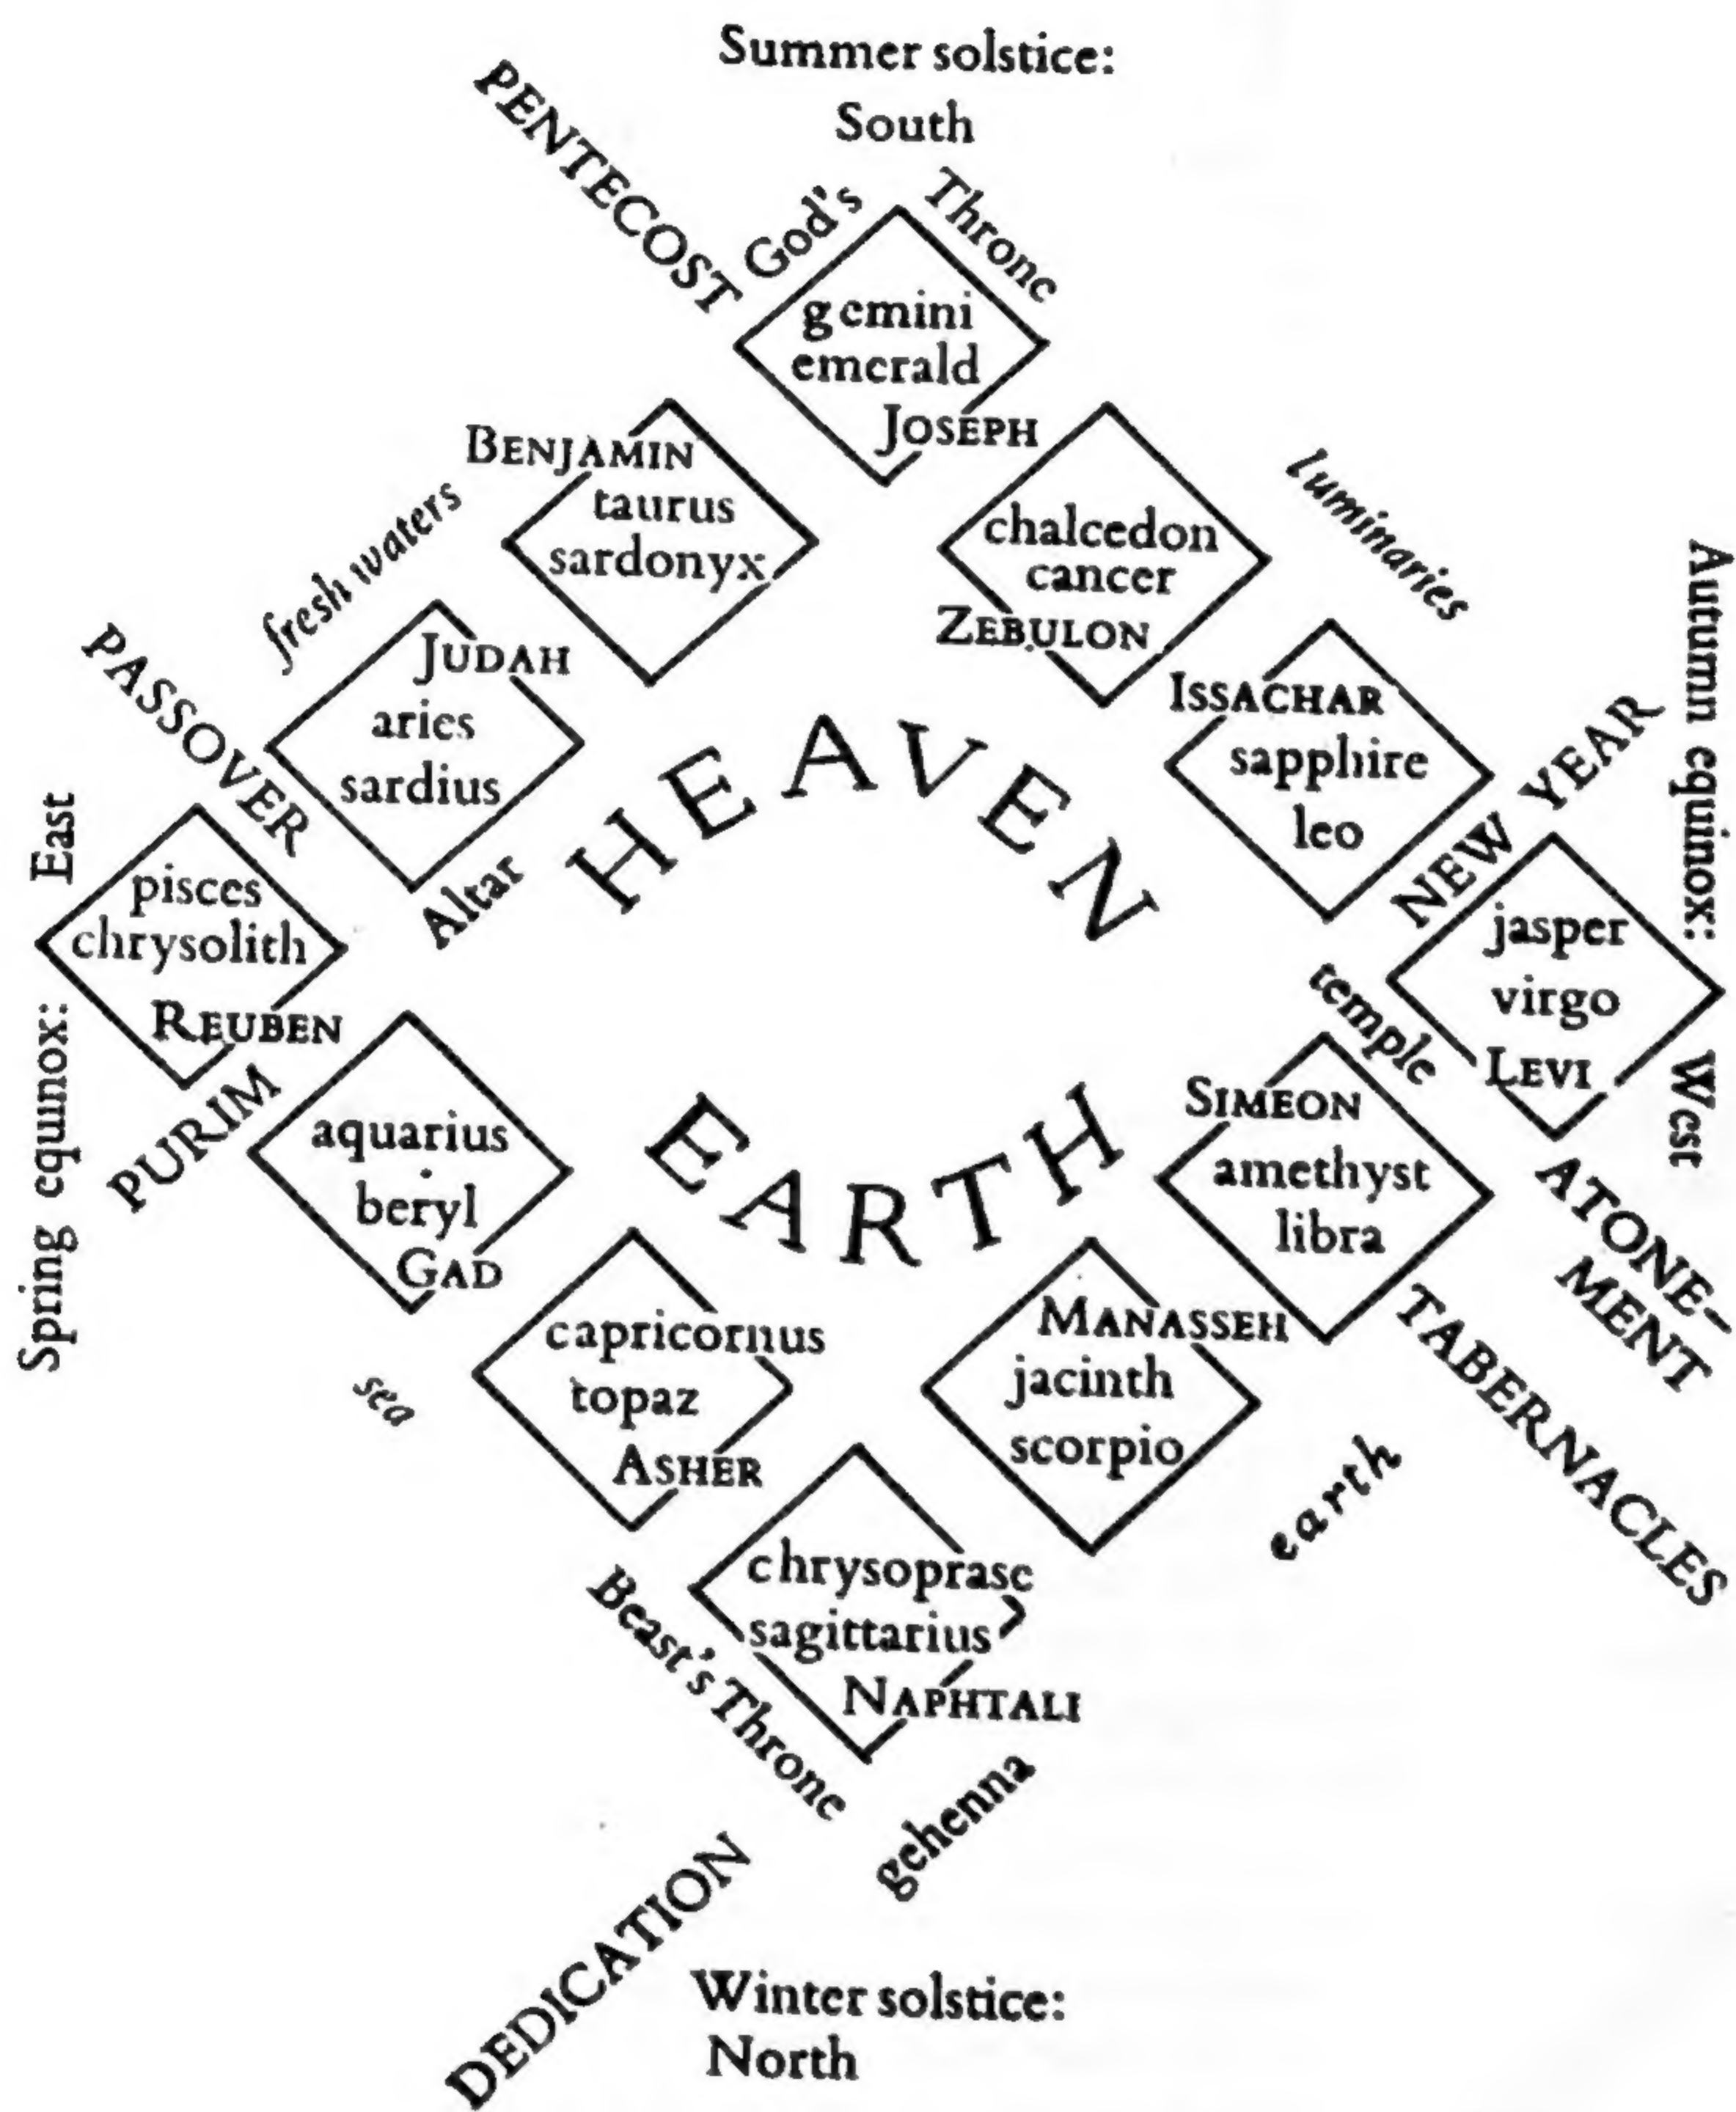 Summer solstice:
South
PENTECOST
God's
Throne
gemini
emerald
JOSEPH
BENJAMIN
taurus
sardonyx
fresh waters
chalcedon
cancer
ZEBULON
luminaries
JUDAH
aries
sardius
PASSOVER
Altar
ISSACHAR
sapphire
leo
NEW YEAR
Autumn equinox:
West
HEAVEN
East
Spring equinox:
pisces
chrysolith
REUBEN
PURIM
jasper
virgo
LEVI
temple
ATONE-
MENT
aquarius
beryl
GAD
EARTH
SIMEON
amethyst
libra
TABERNACLES
sea
capricornus
topaz
ASHER
MANASSEH
jacinth
scorpio
earth
chrysoprase
sagittarius
NAPHTALI
Beast's Throne
gehenna
DEDICATION
Winter solstice:
North